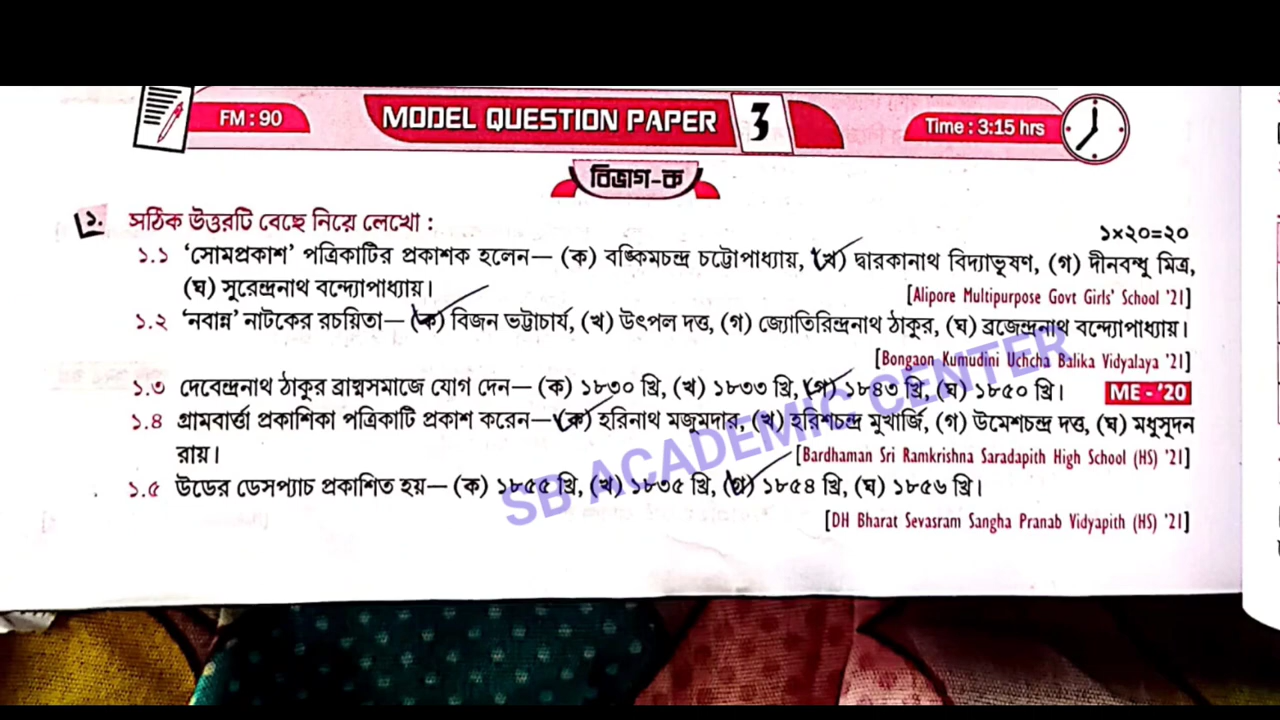 FM : 90
MODEL QUESTION PAPER 3
Time : 3:15 hrs
বিভাগ-ক
১. সঠিক উত্তরটি বেছে নিয়ে লেখো :
১×২০=২০
১.১ ‘সোমপ্রকাশ’ পত্রিকাটির প্রকাশক হলেন— (ক) বঙ্কিমচন্দ্র চট্টোপাধ্যায়, (খ) দ্বারকানাথ বিদ্যাভূষণ, (গ) দীনবন্ধু মিত্র,
(ঘ) সুরেন্দ্রনাথ বন্দ্যোপাধ্যায়।
[Alipore Multipurpose Govt Girls' School '21]
১.২ ‘নবান্ন’ নাটকের রচয়িতা— (ক) বিজন ভট্টাচার্য, (খ) উৎপল দত্ত, (গ) জ্যোতিরিন্দ্রনাথ ঠাকুর, (ঘ) ব্রজেন্দ্রনাথ বন্দ্যোপাধ্যায়।
[Bongaon Kumudini Uchcha Balika Vidyalaya '21]
১.৩ দেবেন্দ্রনাথ ঠাকুর ব্রাহ্মসমাজে যোগ দেন— (ক) ১৮৩০ খ্রি, (খ) ১৮৩৩ খ্রি, (গ) ১৮৪৩ খ্রি, (ঘ) ১৮৫০ খ্রি। ME - '20
১.৪ গ্রামবার্ত্তা প্রকাশিকা পত্রিকাটি প্রকাশ করেন— (ক) হরিনাথ মজুমদার, (খ) হরিশচন্দ্র মুখার্জি, (গ) উমেশচন্দ্র দত্ত, (ঘ) মধুসূদন
রায়।
[Bardhaman Sri Ramkrishna Saradapith High School (HS) '21]
১.৫ উডের ডেসপ্যাচ প্রকাশিত হয়— (ক) ১৮৫৫ খ্রি, (খ) ১৮৩৫ খ্রি, (গ) ১৮৫৪ খ্রি, (ঘ) ১৮৫৬ খ্রি।
[DH Bharat Sevasram Sangha Pranab Vidyapith (HS) '21]
SB ACADEMIC CENTER